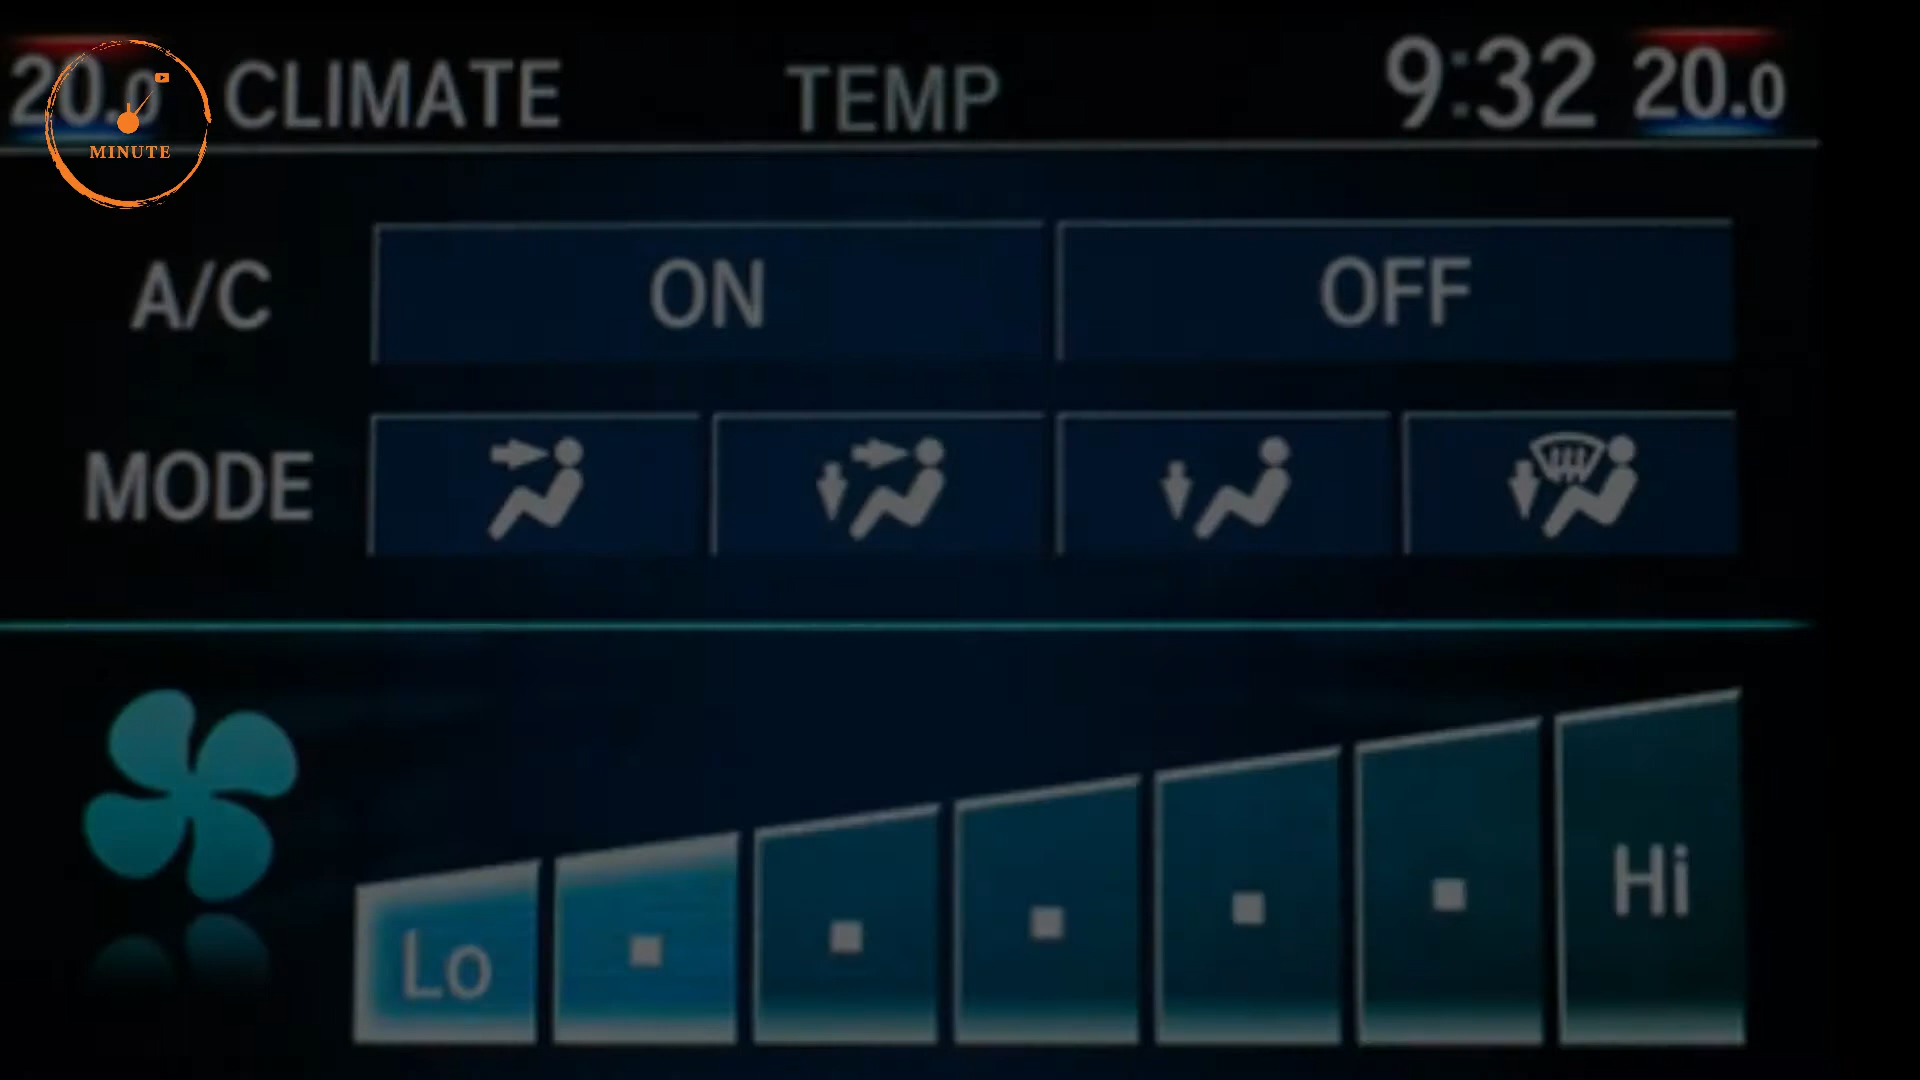 20.0 CLIMATE TEMP 9:32 20.0
MINUTE
A/C ON OFF
MODE
Lo Hi